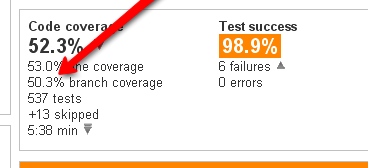 Code coverage
52.3%
53.0% coverage
50.3% branch coverage
537 tests
+13 skipped
5:38 min
Test success
98.9%
6 failures
0 errors